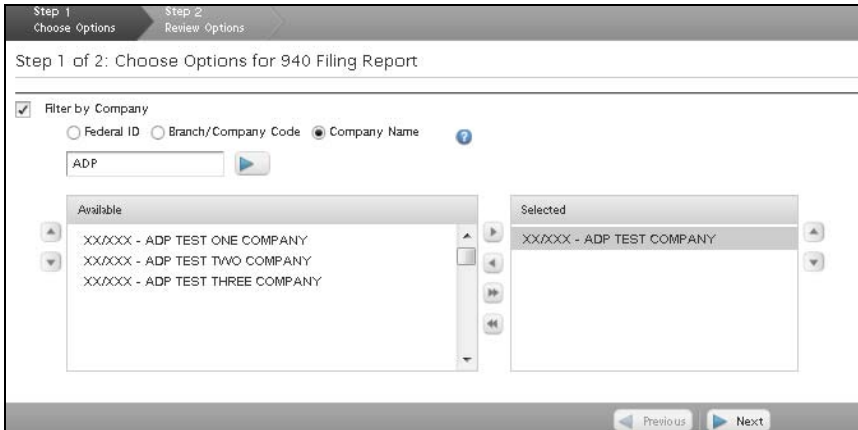 Step 1 Step 2
Choose Options Review Options
Step 1 of 2: Choose Options for 940 Filing Report
Filter by Company
Federal ID Branch/Company Code Company Name
ADP
Available Selected
XX/XXX - ADP TEST ONE COMPANY XX/XXX - ADP TEST COMPANY
XX/XXX - ADP TEST TWO COMPANY
XX/XXX - ADP TEST THREE COMPANY
Previous Next